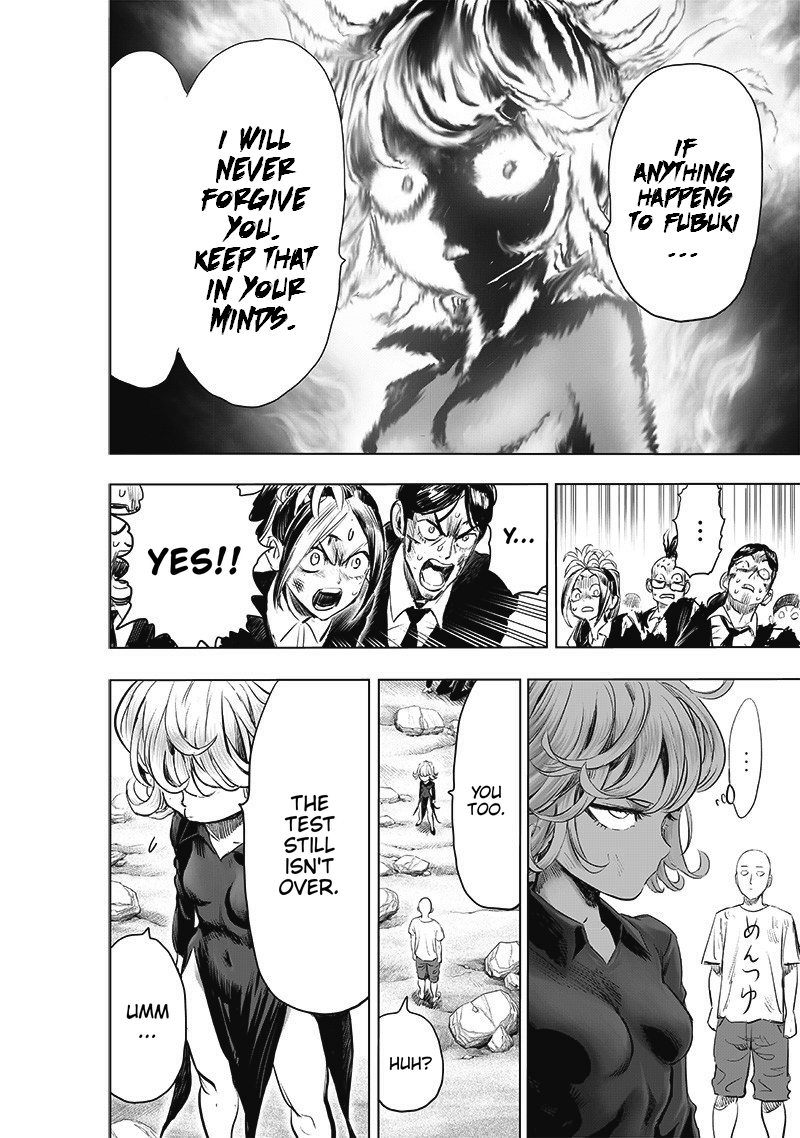 IF
ANYTHING
HAPPENS
TO FUBUKI
...
I WILL
NEVER
FORGIVE
YOU.
KEEP THAT
IN YOUR
MINDS.
...
Y...
YES!!
...
めんつゆ
YOU
TOO.
HUH?
THE
TEST
STILL
ISN'T
OVER.
UMM
...